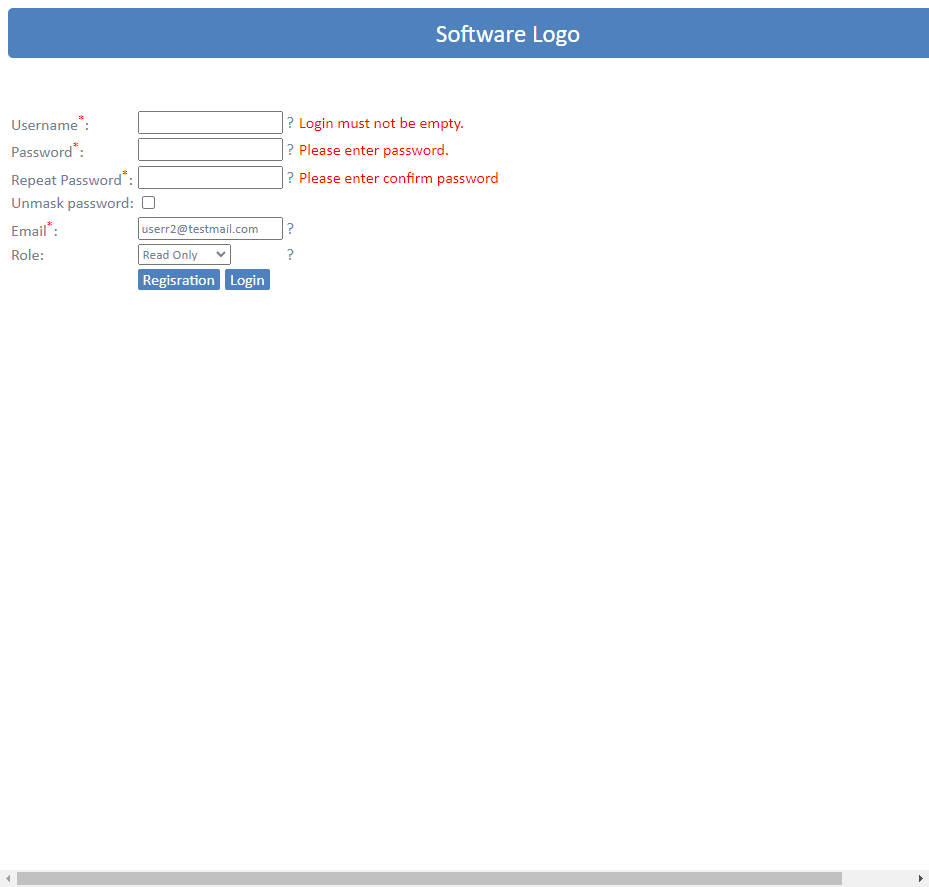 Software Logo
Username*: ? Login must not be empty.
Password*: ? Please enter password.
Repeat Password*: ? Please enter confirm password
Unmask password:
Email*: userr2@testmail.com ?
Role: Read Only ?
Regisration Login